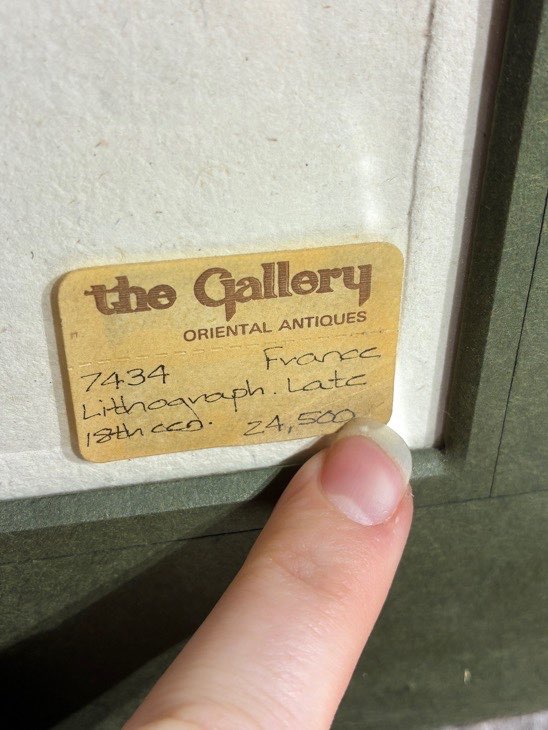 the Gallery
ORIENTAL ANTIQUES
7434 France
Lithograph. Late
18th cen. 24,500